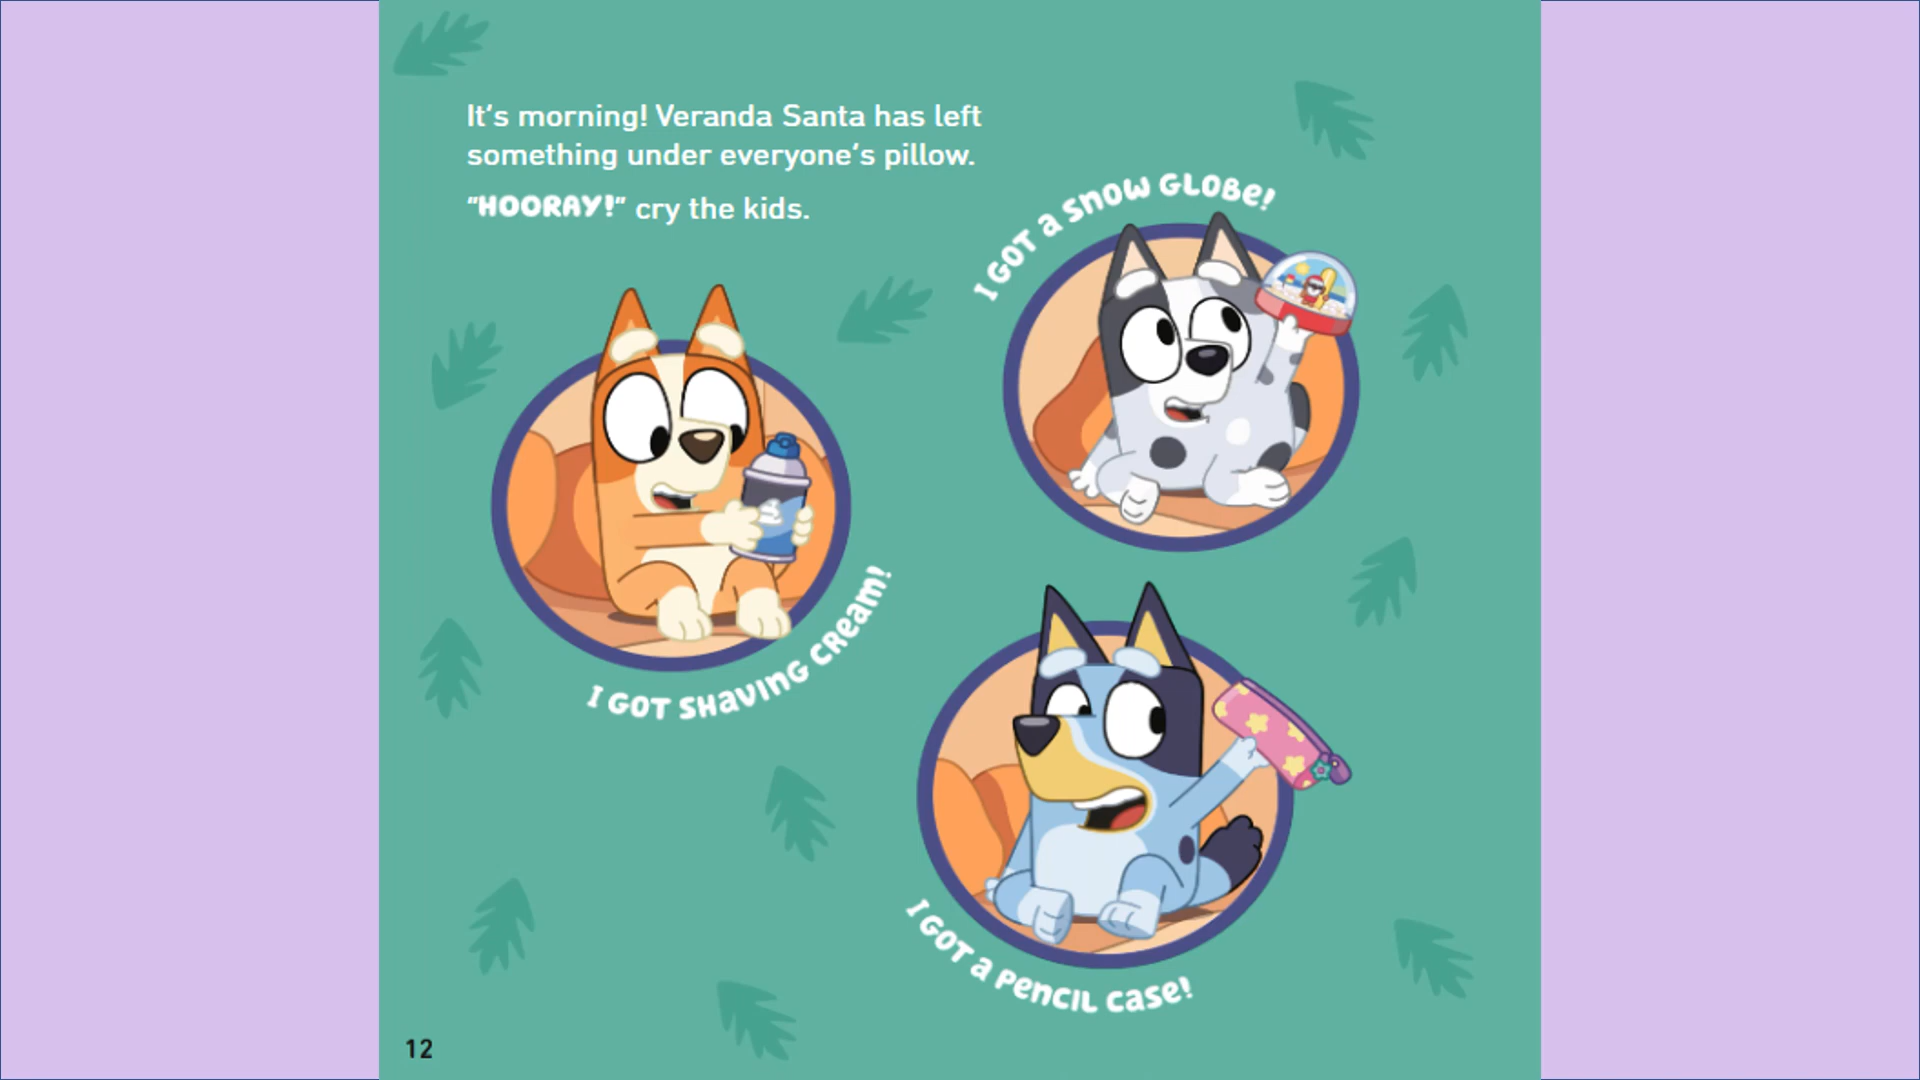 It's morning! Veranda Santa has left
something under everyone's pillow.
"HOORAY!" cry the kids.
I GOT a SNOW GLOBe!
I GOT SHaVING CReam!
I GOT a PeNCIL Case!
12